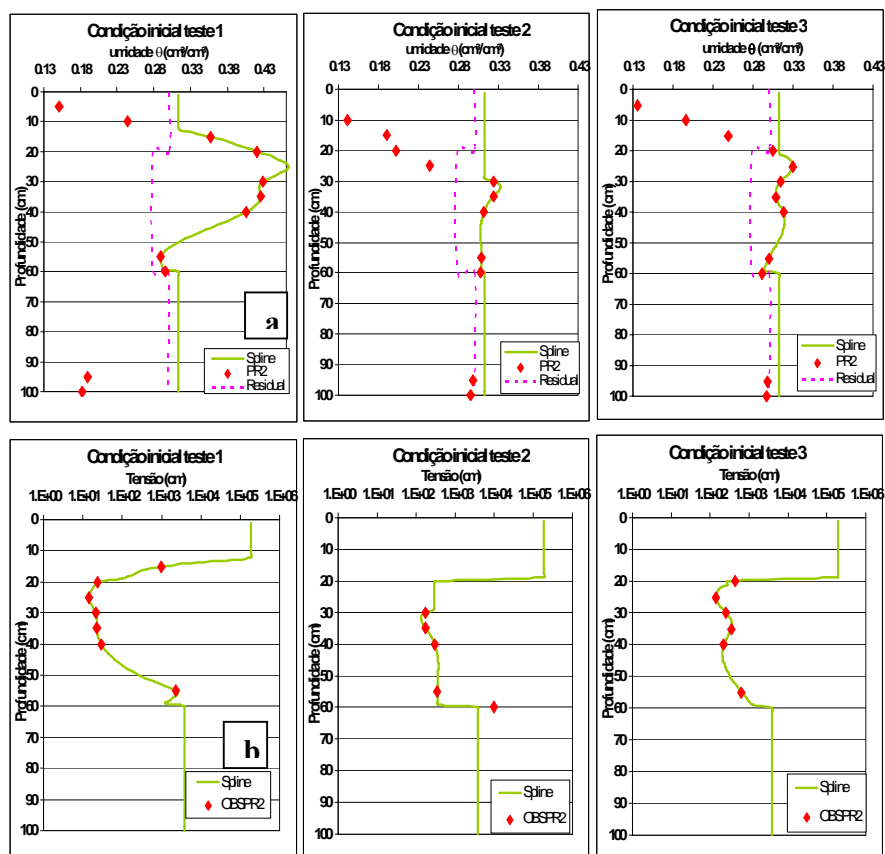 Condição inicial teste 1
umidade θ (cm³/cm³)
0.13 0.18 0.23 0.28 0.33 0.38 0.43
Profundidade (cm)
0
10
20
30
40
50
60
70
80
90
100
a
Spline
PR2
Residual
Condição inicial teste 2
umidade θ (cm³/cm³)
0.13 0.18 0.23 0.28 0.33 0.38 0.43
Profundidade (cm)
0
10
20
30
40
50
60
70
80
90
100
Spline
PR2
Residual
Condição inicial teste 3
umidade θ (cm³/cm³)
0.13 0.18 0.23 0.28 0.33 0.38 0.43
Profundidade (cm)
0
10
20
30
40
50
60
70
80
90
100
Spline
PR2
Residual
Condição inicial teste 1
Tensão (cm)
1.E+00 1.E+01 1.E+02 1.E+03 1.E+04 1.E+05 1.E+06
Profundidade (cm)
0
10
20
30
40
50
60
70
80
90
100
b
Spline
OBSPR2
Condição inicial teste 2
Tensão (cm)
1.E+00 1.E+01 1.E+02 1.E+03 1.E+04 1.E+05 1.E+06
Profundidade (cm)
0
10
20
30
40
50
60
70
80
90
100
Spline
OBSPR2
Condição inicial teste 3
Tensão (cm)
1.E+00 1.E+01 1.E+02 1.E+03 1.E+04 1.E+05 1.E+06
Profundidade (cm)
0
10
20
30
40
50
60
70
80
90
100
Spline
OBSPR2